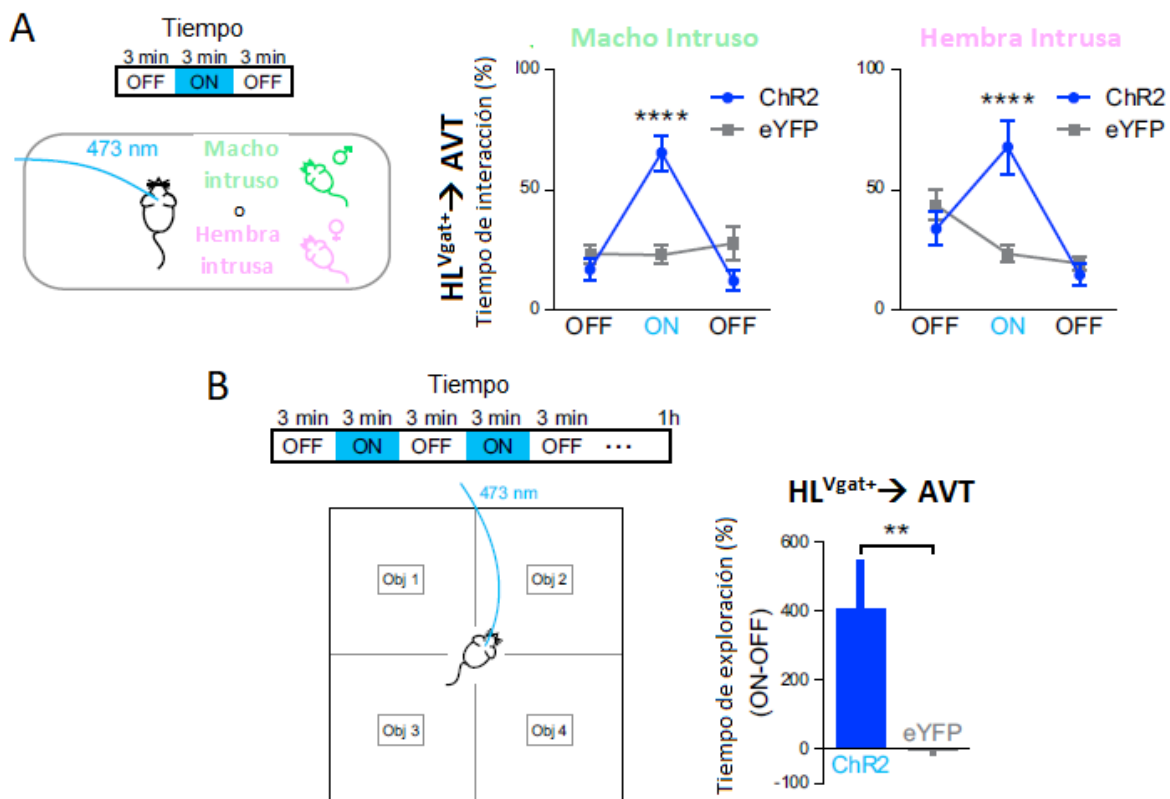 A
Tiempo
3 min 3 min 3 min
OFF ON OFF
473 nm
Macho
intruso
o
Hembra
intrusa
HL^Vgat+ → AVT
Tiempo de interacción (%)
Macho Intruso
100
50
0
****
ChR2
eYFP
OFF ON OFF
Hembra Intrusa
100
50
0
****
ChR2
eYFP
OFF ON OFF
B
Tiempo
3 min 3 min 3 min 3 min 3 min 1h
OFF ON OFF ON OFF ...
473 nm
Obj 1
Obj 2
Obj 3
Obj 4
HL^Vgat+ → AVT
Tiempo de exploración (%)
(ON-OFF)
600
400
200
0
-100
**
eYFP
ChR2